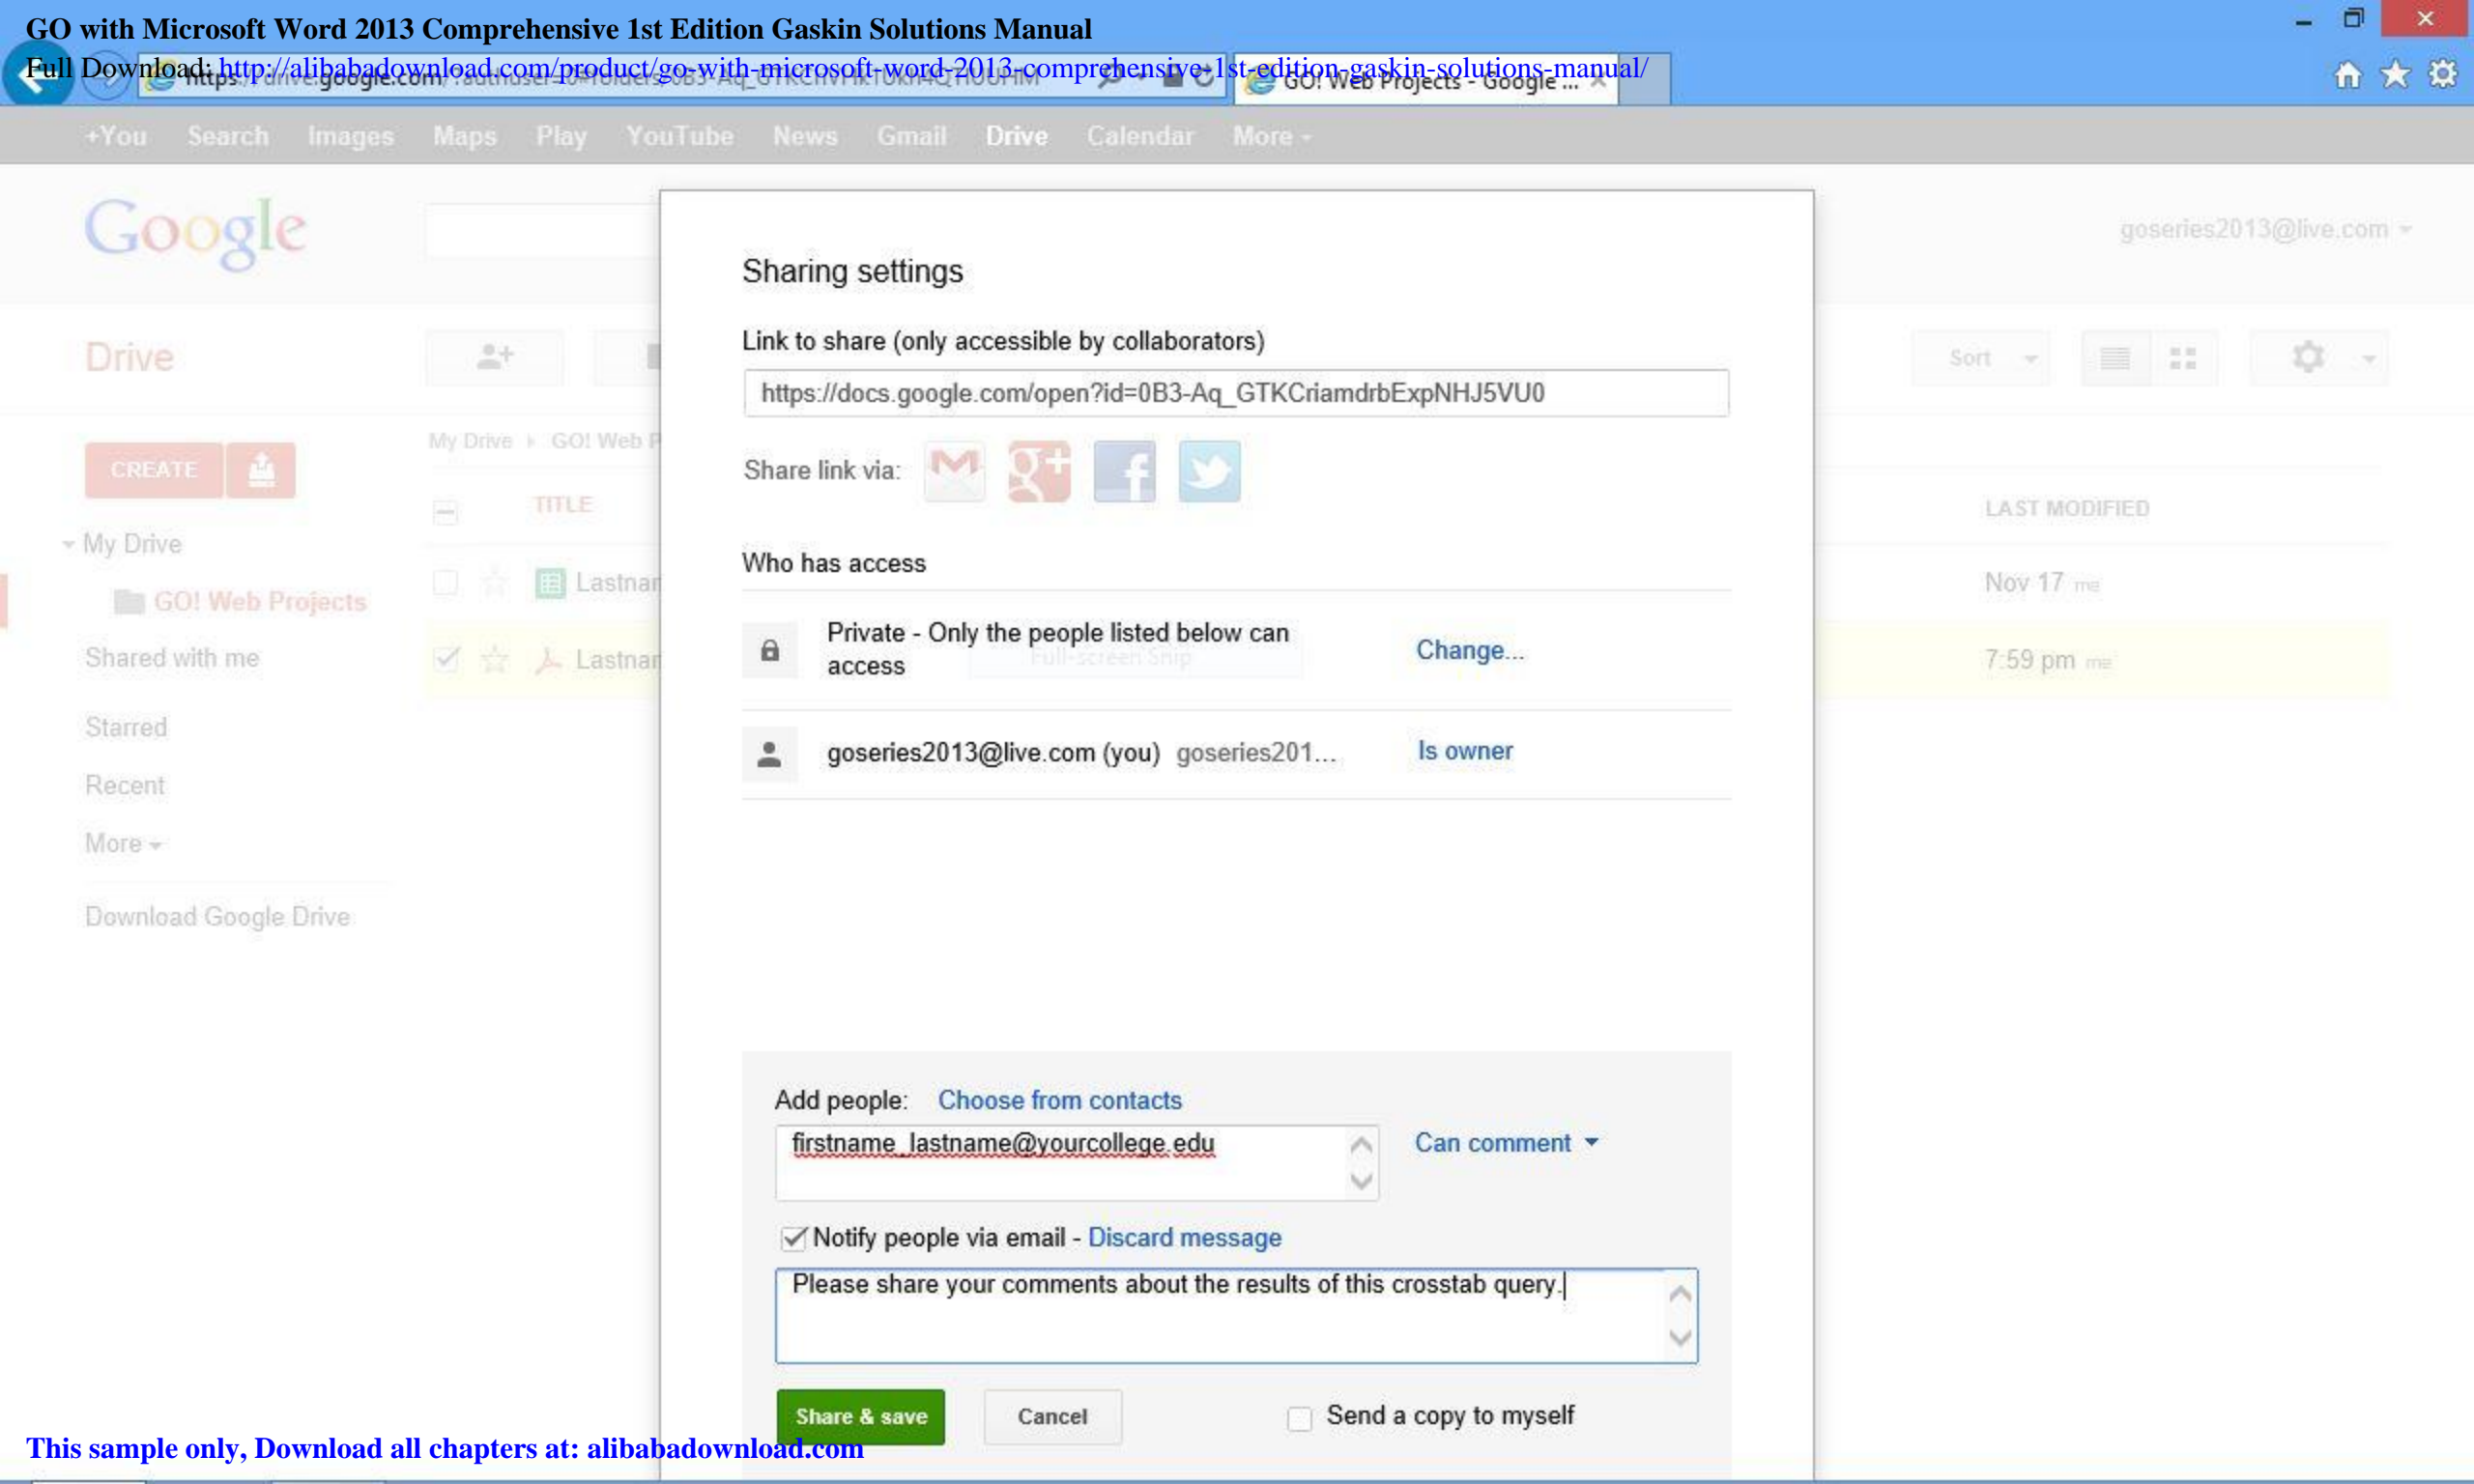 GO with Microsoft Word 2013 Comprehensive 1st Edition Gaskin Solutions Manual
Full Download: http://alibabadownload.com/product/go-with-microsoft-word-2013-comprehensive-1st-edition-gaskin-solutions-manual/
GO! Web Projects - Google ...
+You Search Images Maps Play YouTube News Gmail Drive Calendar More
Google
goseries2013@live.com
Sharing settings
Link to share (only accessible by collaborators)
Drive
Sort
https://docs.google.com/open?id=0B3-Aq_GTKCriamdrbExpNHJ5VU0
My Drive GO! Web P
CREATE
Share link via:
TITLE
LAST MODIFIED
My Drive
Who has access
Lastnar
Nov 17 me
GO! Web Projects
Private - Only the people listed below can
access
Full-screen Snip
Change...
Shared with me
Lastnar
7:59 pm me
Starred
goseries2013@live.com (you) goseries201...
Is owner
Recent
More
Download Google Drive
Add people: Choose from contacts
firstname_lastname@yourcollege.edu
Can comment
Notify people via email - Discard message
Please share your comments about the results of this crosstab query.
Share & save
Cancel
Send a copy to myself
This sample only, Download all chapters at: alibabadownload.com